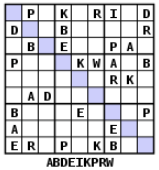 P K R I D
D B R
B E P A
P K W A B
R K
A D
B E P
A E
E R P K B
ABDEIKPRW